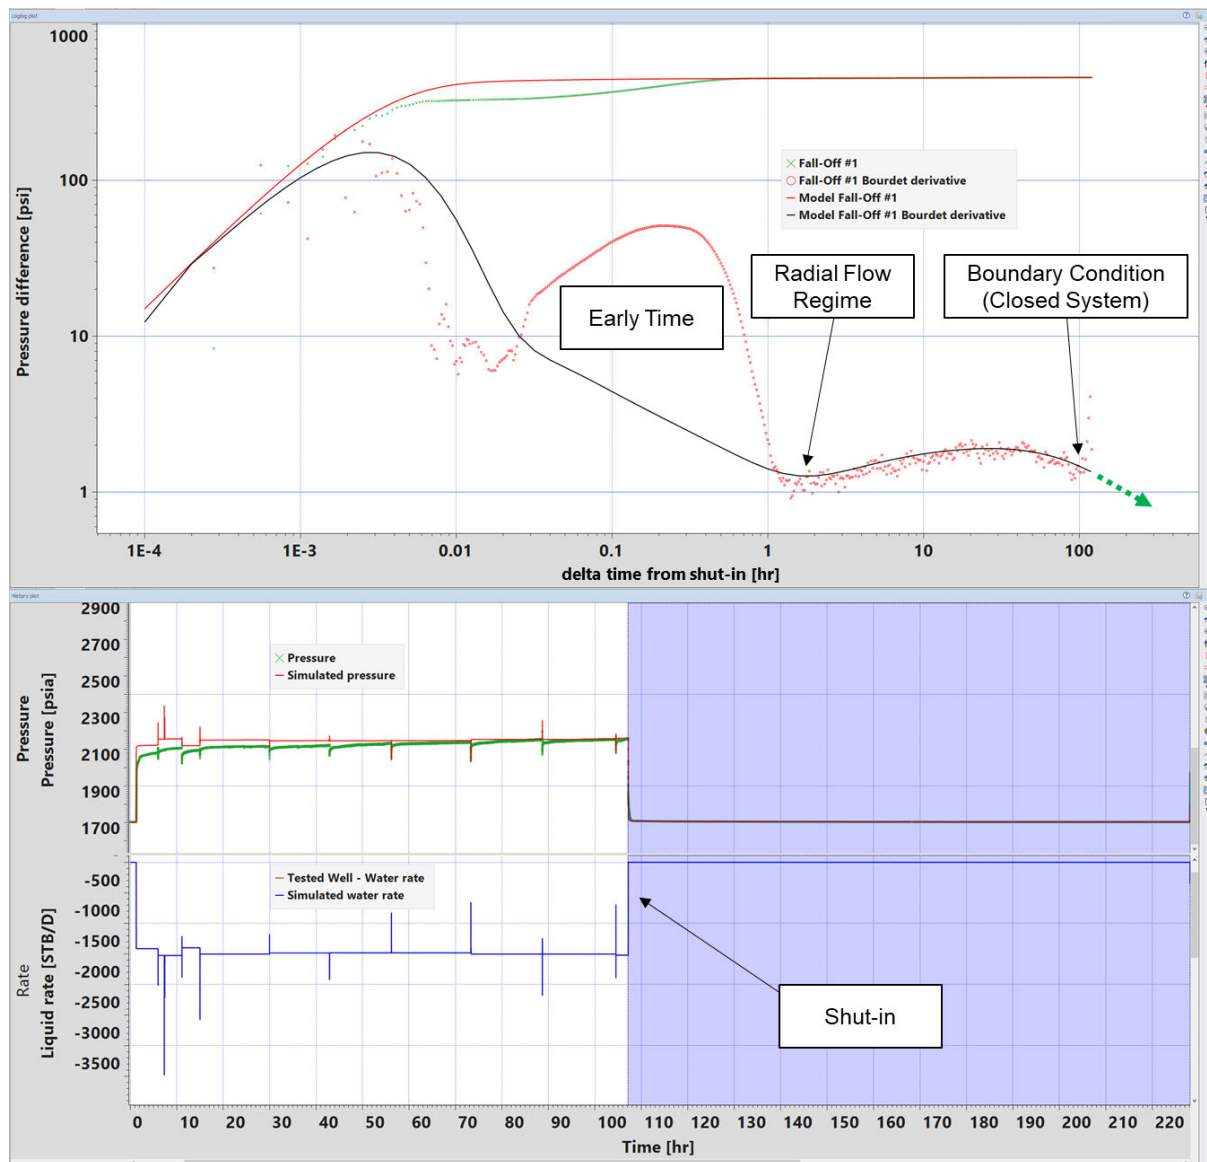 Loglog plot
1000
100
10
1
Pressure difference [psi]
Fall-Off #1
Fall-Off #1 Bourdet derivative
Model Fall-Off #1
Model Fall-Off #1 Bourdet derivative
Early Time
Radial Flow
Regime
Boundary Condition
(Closed System)
1E-4 1E-3 0.01 0.1 1 10 100
delta time from shut-in [hr]
History plot
2900
2700
2500
2300
2100
1900
1700
Pressure
Pressure [psia]
Pressure
Simulated pressure
-500
-1000
-1500
-2000
-2500
-3000
-3500
Rate
Liquid rate [STB/D]
Tested Well - Water rate
Simulated water rate
Shut-in
0 10 20 30 40 50 60 70 80 90 100 110 120 130 140 150 160 170 180 190 200 210 220
Time [hr]